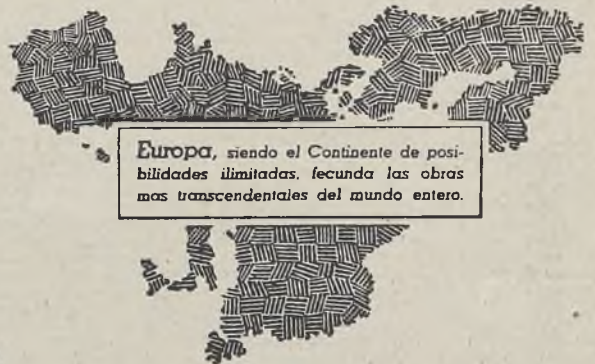 Europa, siendo el Continente de posi-
bilidades ilimitadas, fecunda las obras
mas transcendentales del mundo entero.